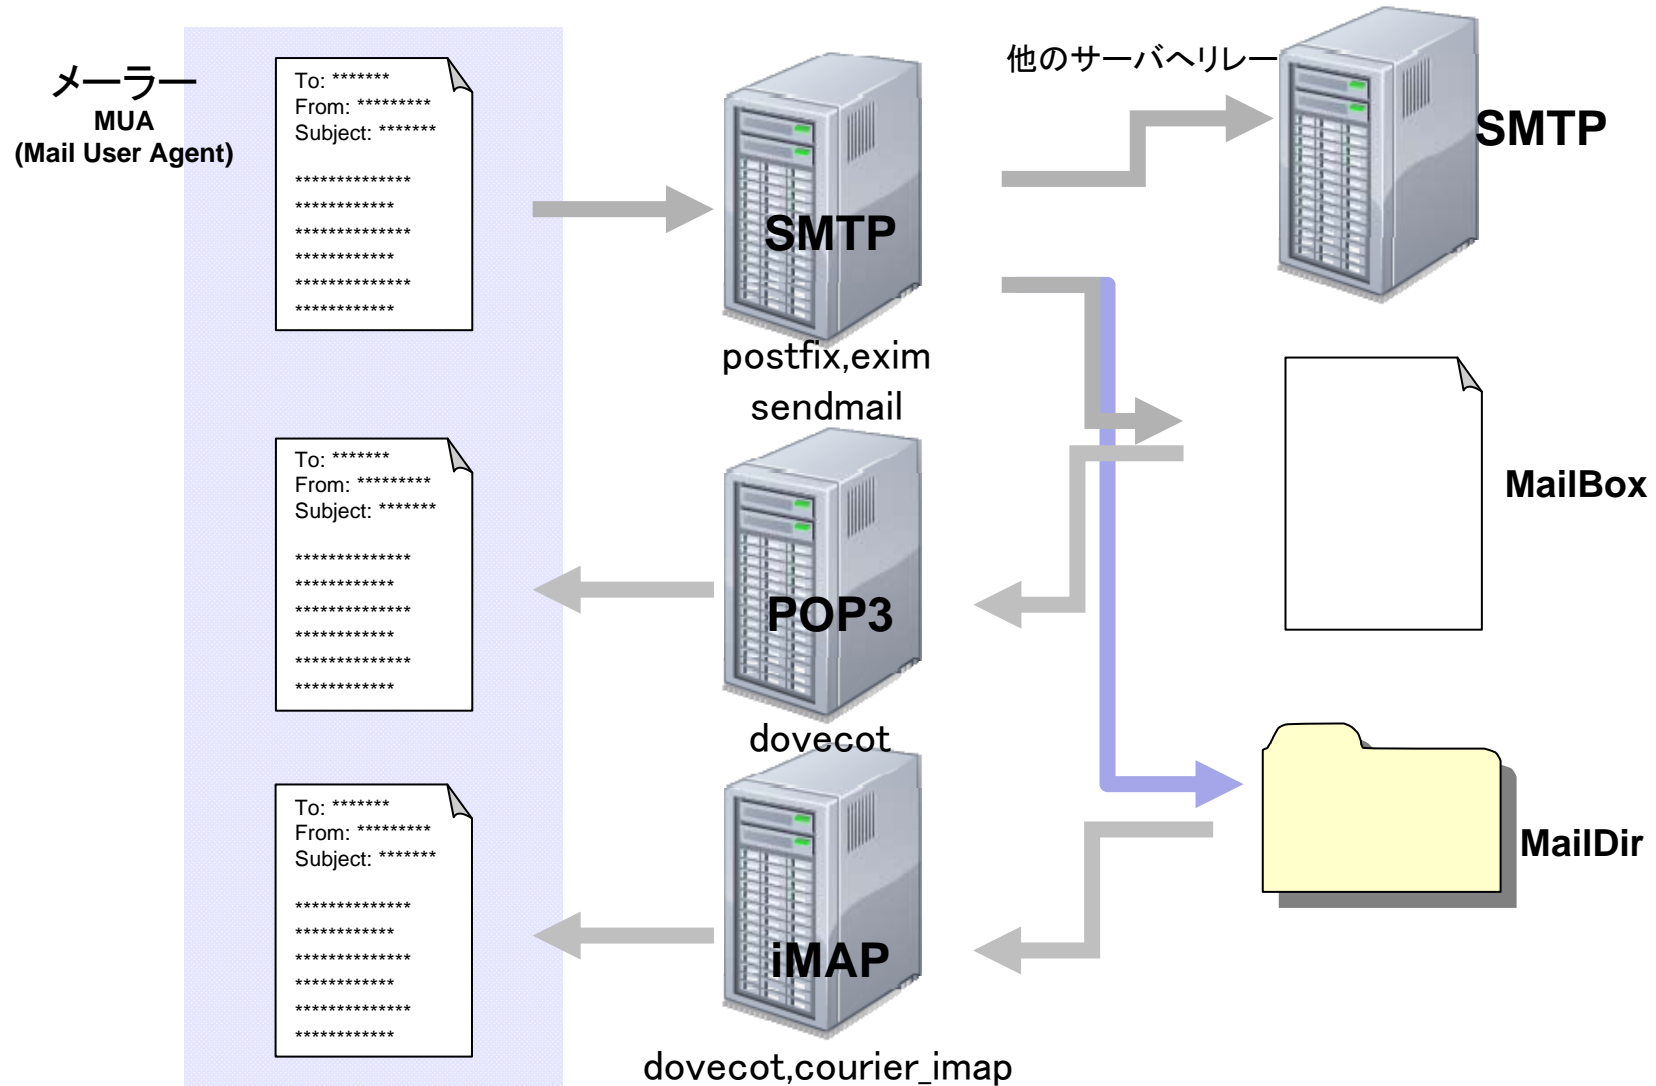 メーラー
MUA
(Mail User Agent)
To: *******
From: *********
Subject: *******
**************
************
**************
************
**************
************
SMTP
postfix,exim
sendmail
他のサーバへリレー
SMTP
To: *******
From: *********
Subject: *******
**************
************
**************
************
**************
************
POP3
dovecot
MailBox
To: *******
From: *********
Subject: *******
**************
************
**************
************
**************
************
iMAP
dovecot,courier_imap
MailDir